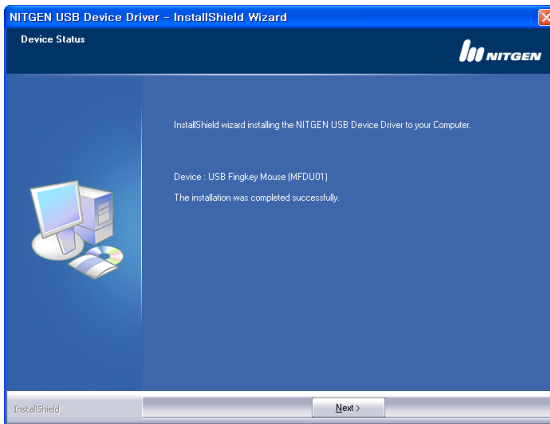 NITGEN USB Device Driver - InstallShield Wizard
Device Status
NITGEN
InstallShield wizard installing the NITGEN USB Device Driver to your Computer.
Device : USB Fingkey Mouse (MFDU01)
The installation was completed successfully.
InstallShield
Next >